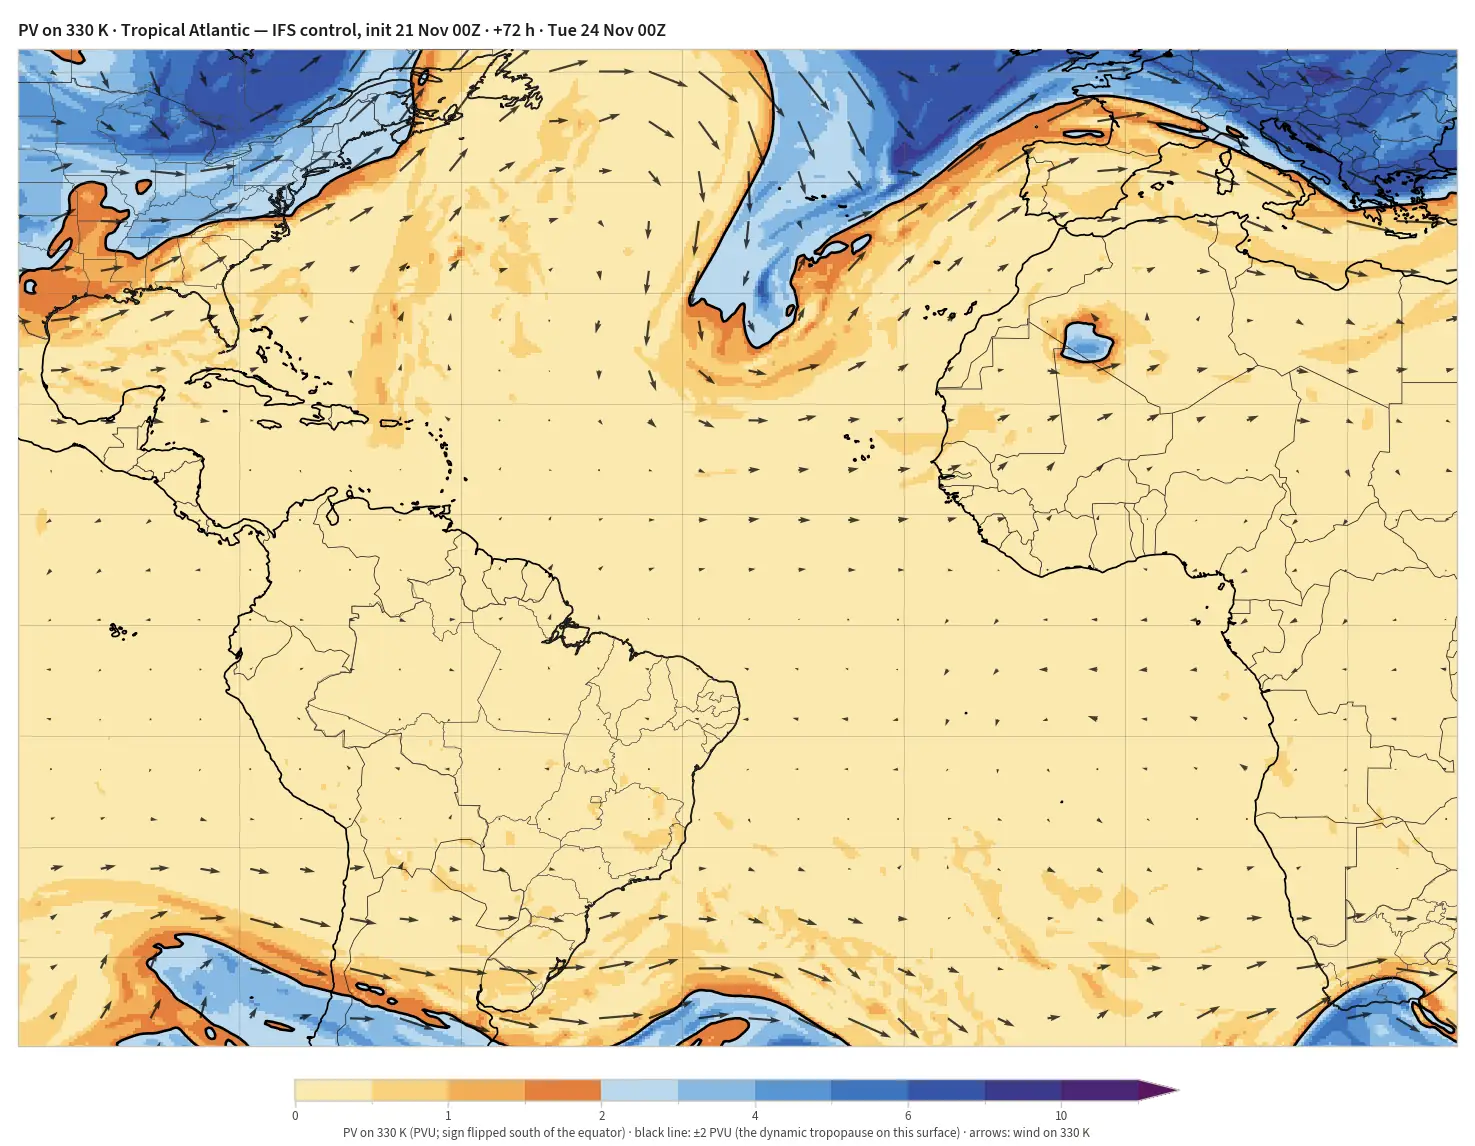 PV on 330 K · Tropical Atlantic — IFS control, init 21 Nov 00Z · +72 h · Tue 24 Nov 00Z
0 1 2 4 6 10
PV on 330 K (PVU; sign flipped south of the equator) · black line: ±2 PVU (the dynamic tropopause on this surface) · arrows: wind on 330 K